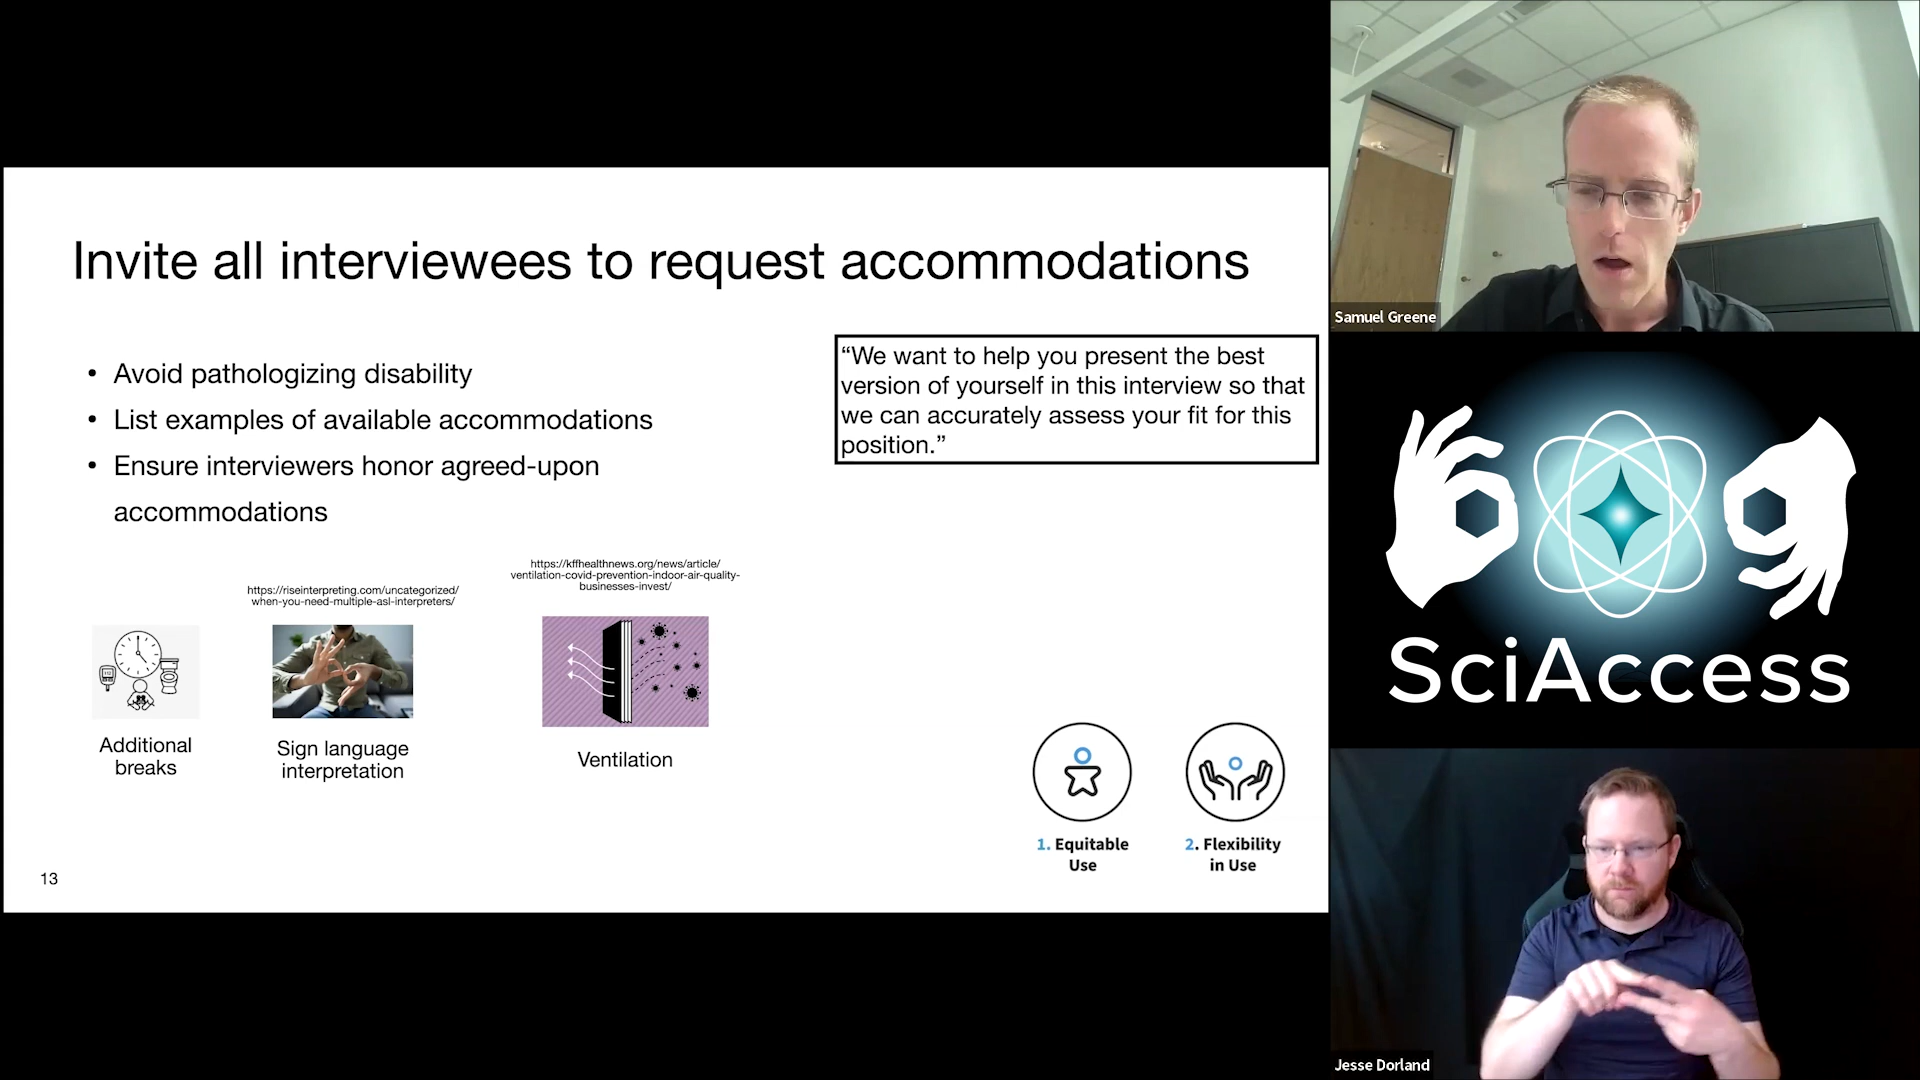 Invite all interviewees to request accommodations
• Avoid pathologizing disability
• List examples of available accommodations
• Ensure interviewers honor agreed-upon
accommodations
“We want to help you present the best
version of yourself in this interview so that
we can accurately assess your fit for this
position.”
https://riseinterpreting.com/uncategorized/
when-you-need-multiple-asl-interpreters/
https://kffhealthnews.org/news/article/
ventilation-covid-prevention-indoor-air-quality-
businesses-invest/
Additional
breaks
Sign language
interpretation
Ventilation
1. Equitable
Use
2. Flexibility
in Use
13
Samuel Greene
SciAccess
Jesse Dorland